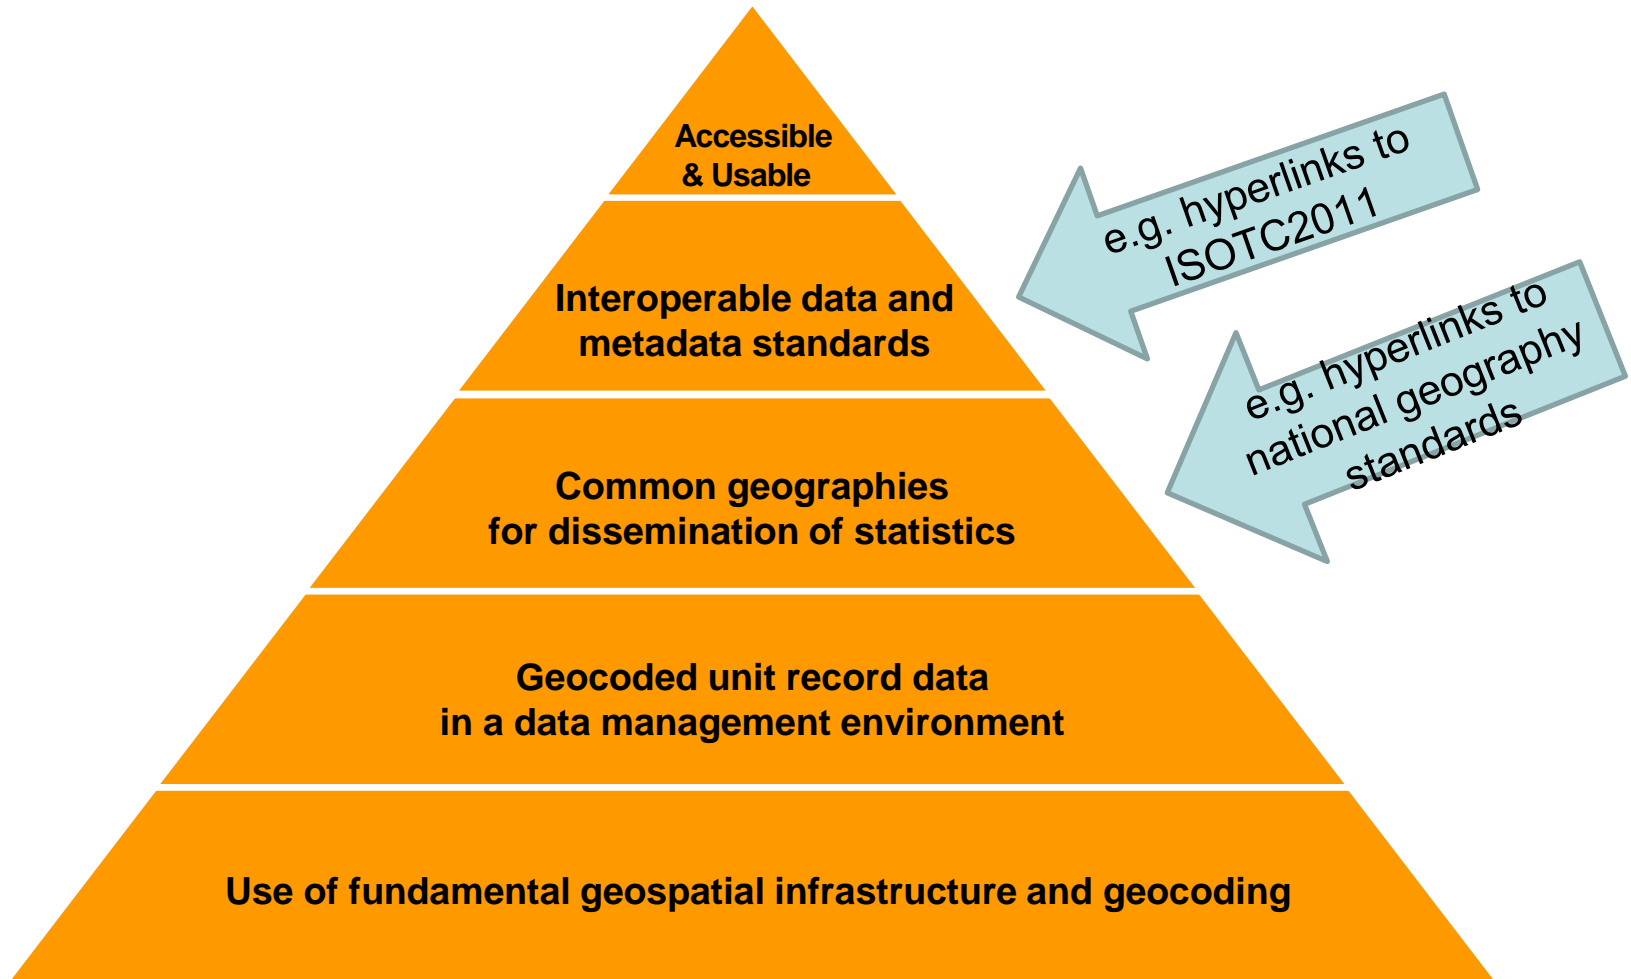 Accessible
& Usable
e.g. hyperlinks to
ISOTC2011
Interoperable data and
metadata standards
e.g. hyperlinks to
national geography
standards
Common geographies
for dissemination of statistics
Geocoded unit record data
in a data management environment
Use of fundamental geospatial infrastructure and geocoding